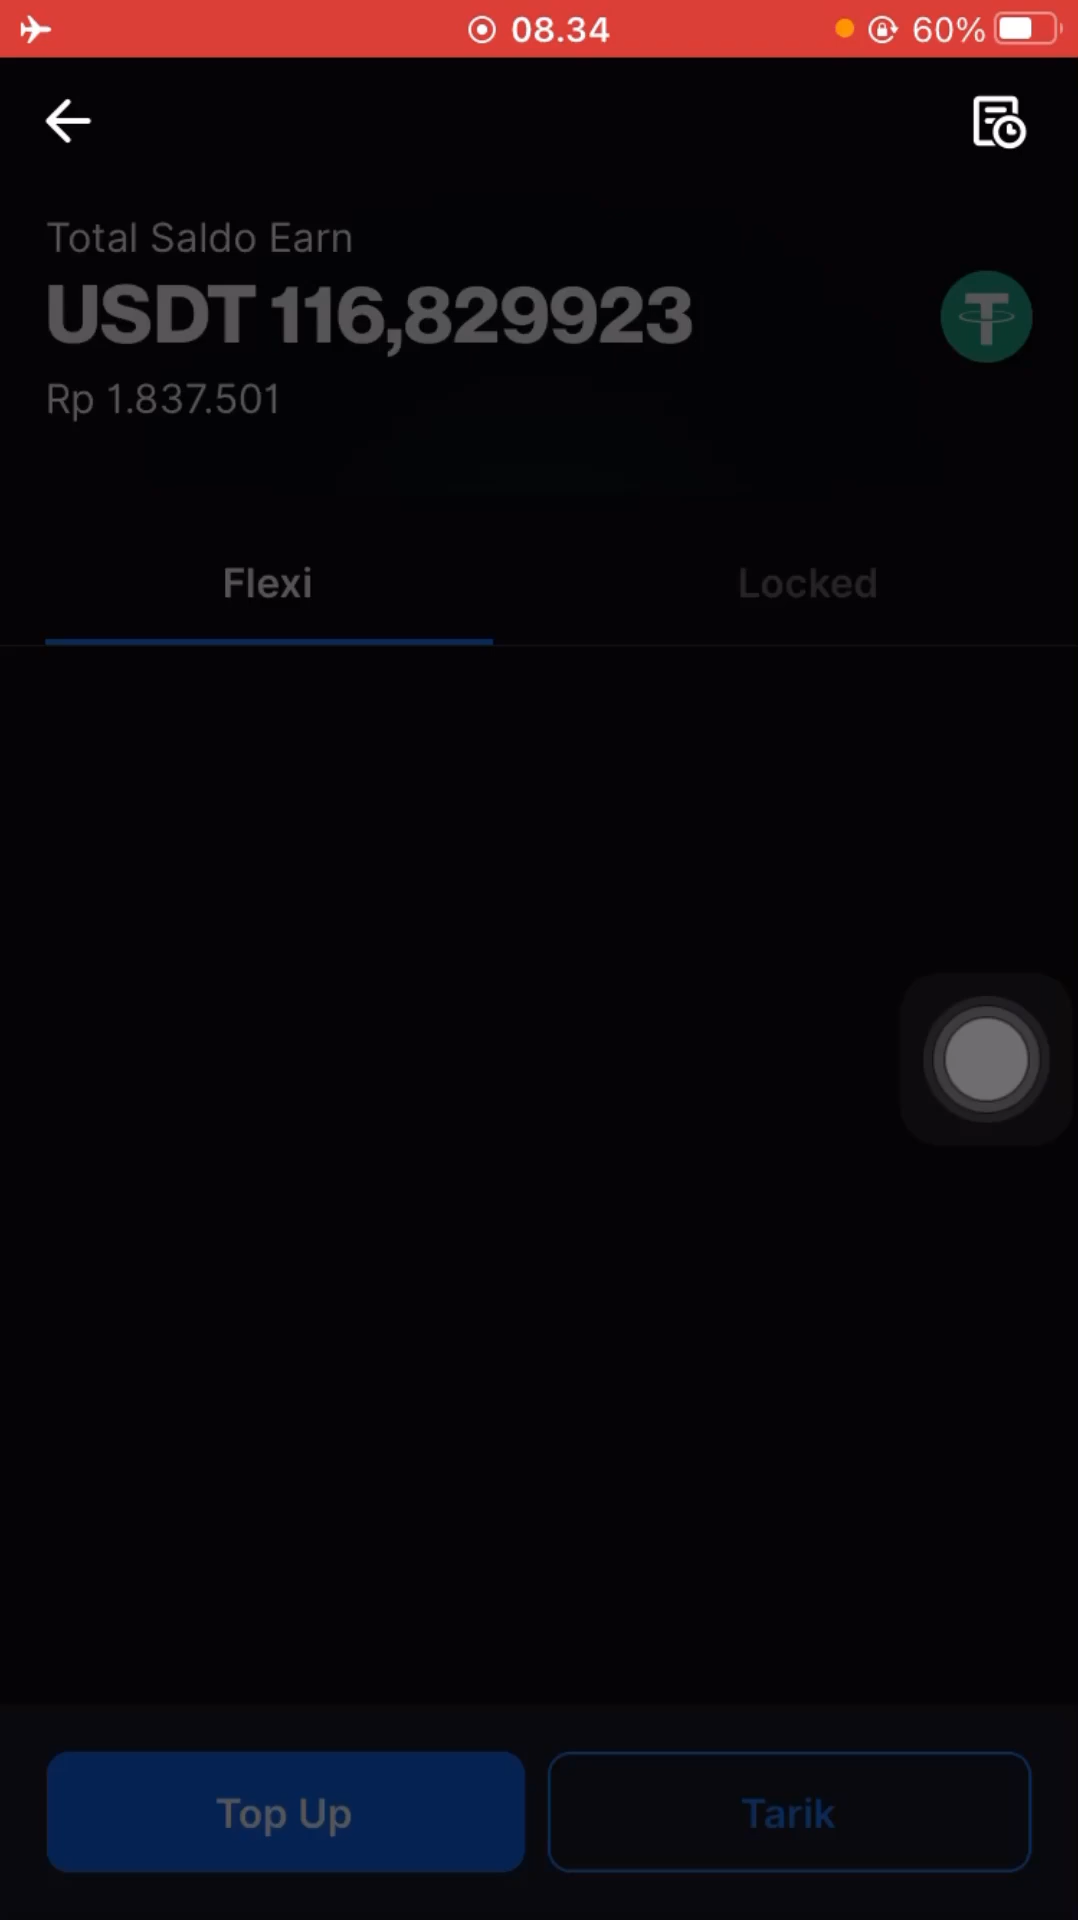 08.34
60%
Total Saldo Earn
USDT 116,829923
Rp 1.837.501
Flexi
Locked
Top Up
Tarik